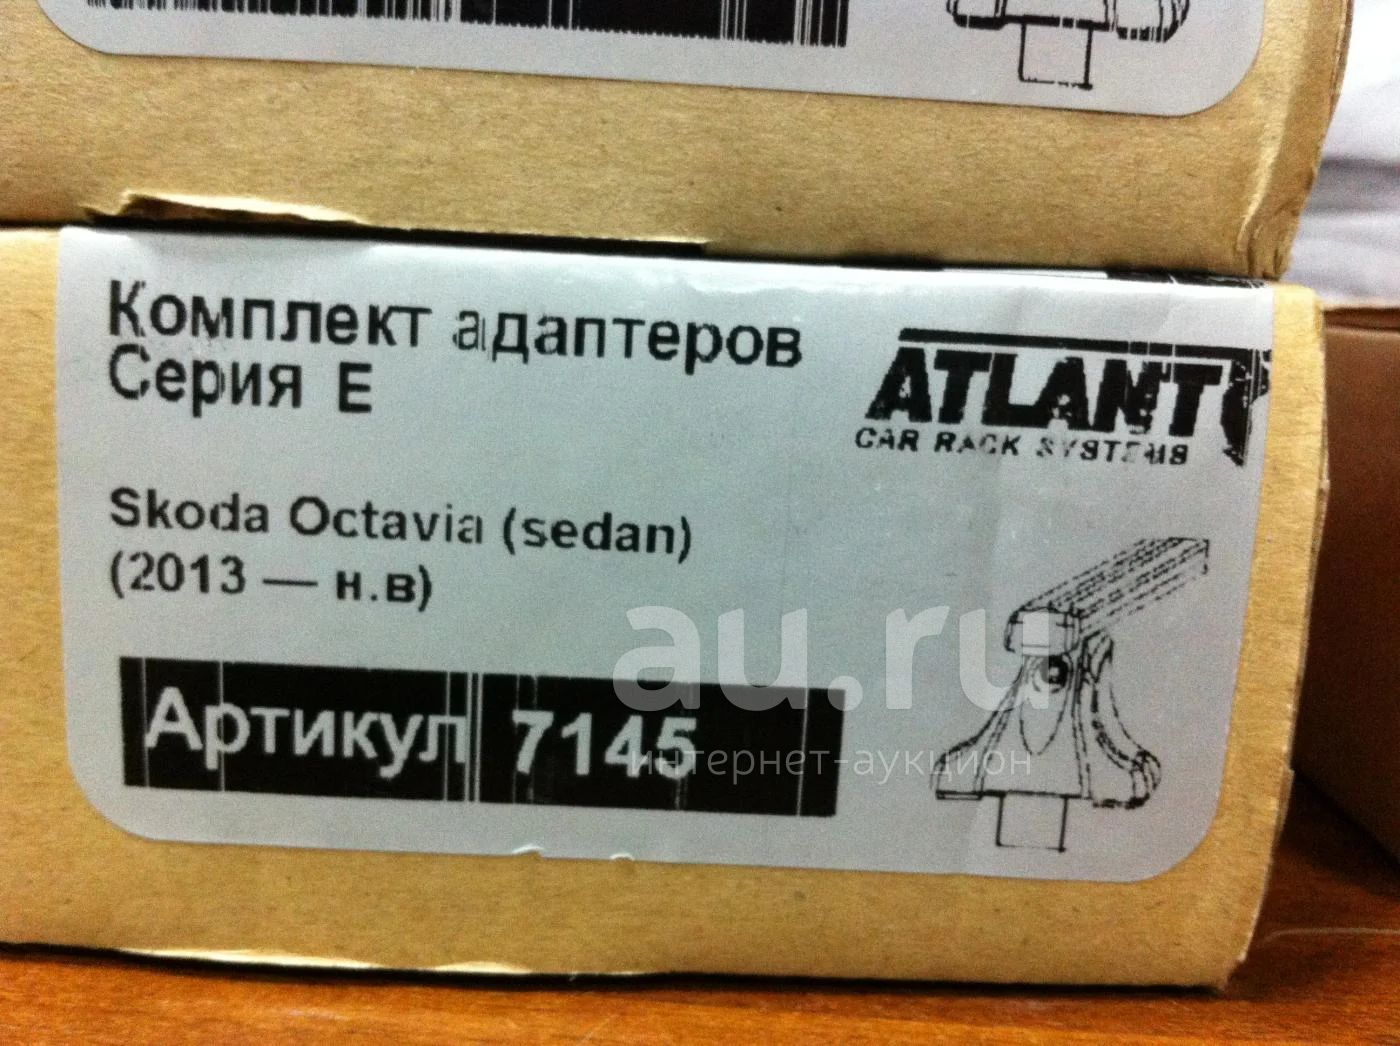 Комплект адаптеров
Серия Е
ATLANT
CAR RACK SYSTEMS
Skoda Octavia (sedan)
(2013 — н.в)
Артикул 7145
au.ru
интернет-аукцион